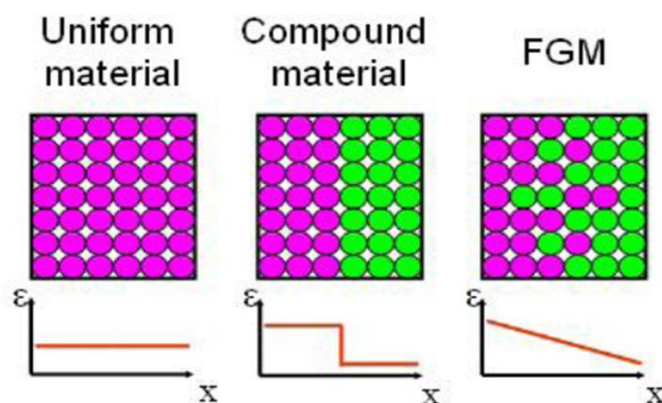 Uniform
material
Compound
material
FGM
ε
x
ε
x
ε
x